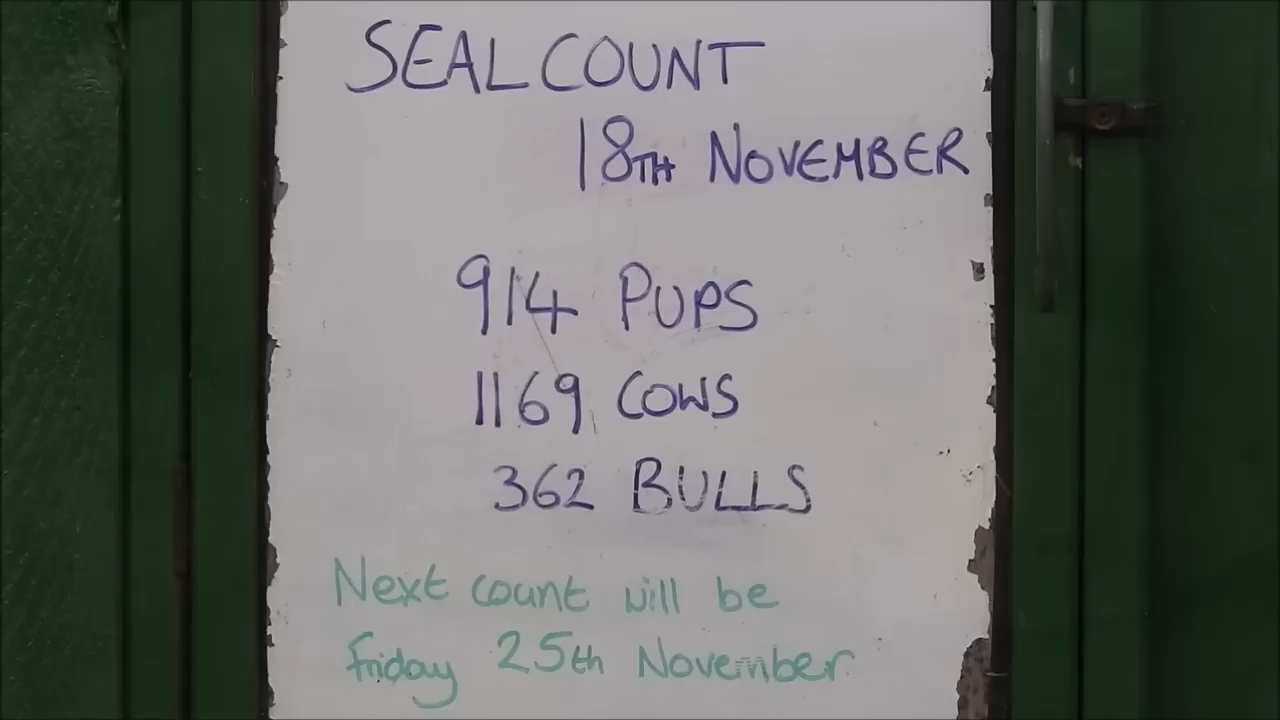 SEAL COUNT
18TH NOVEMBER
914 PUPS
1169 COWS
362 BULLS
Next count will be
Friday 25th November